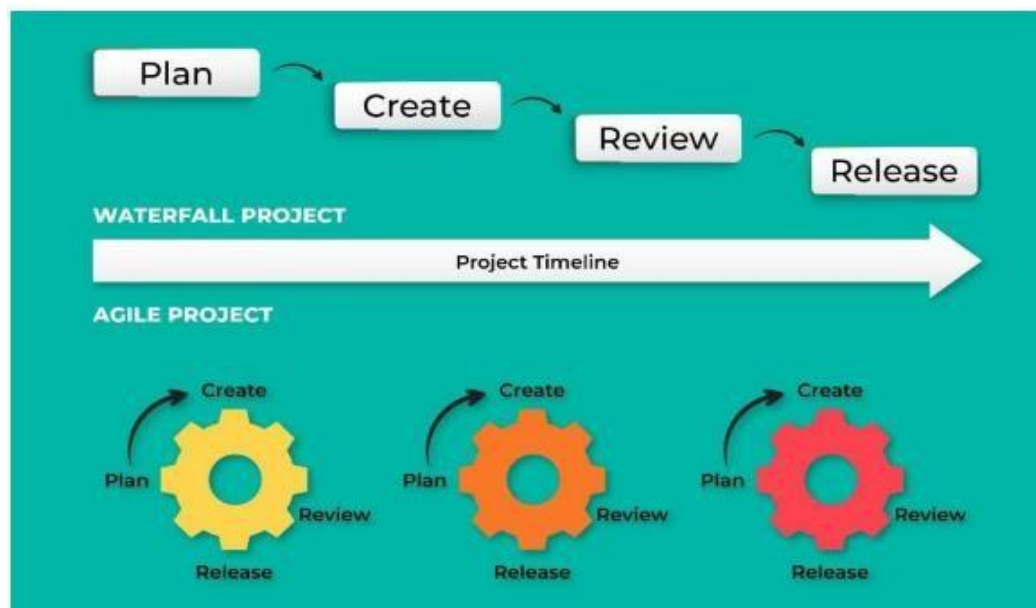 Plan
Create
Review
Release
WATERFALL PROJECT
Project Timeline
AGILE PROJECT
Create
Plan
Review
Release
Create
Plan
Review
Release
Create
Plan
Review
Release